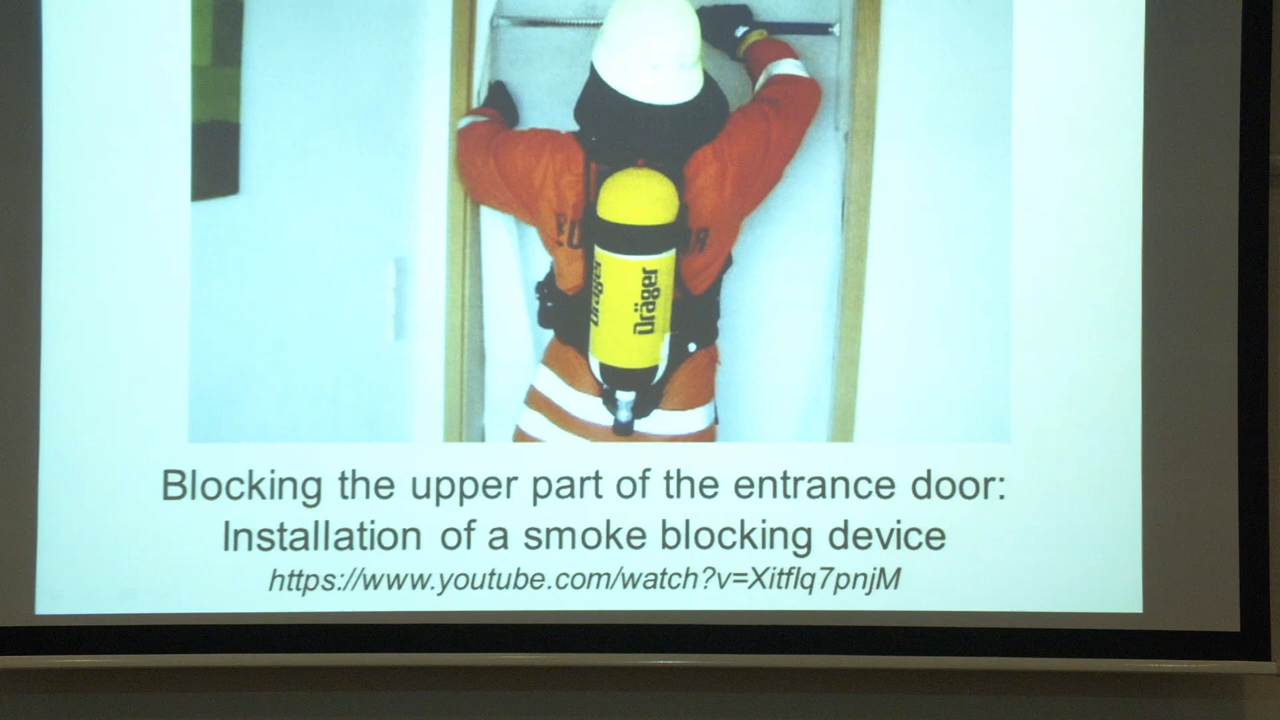 Dräger
Dräger
Blocking the upper part of the entrance door:
Installation of a smoke blocking device
https://www.youtube.com/watch?v=Xitflq7pnjM